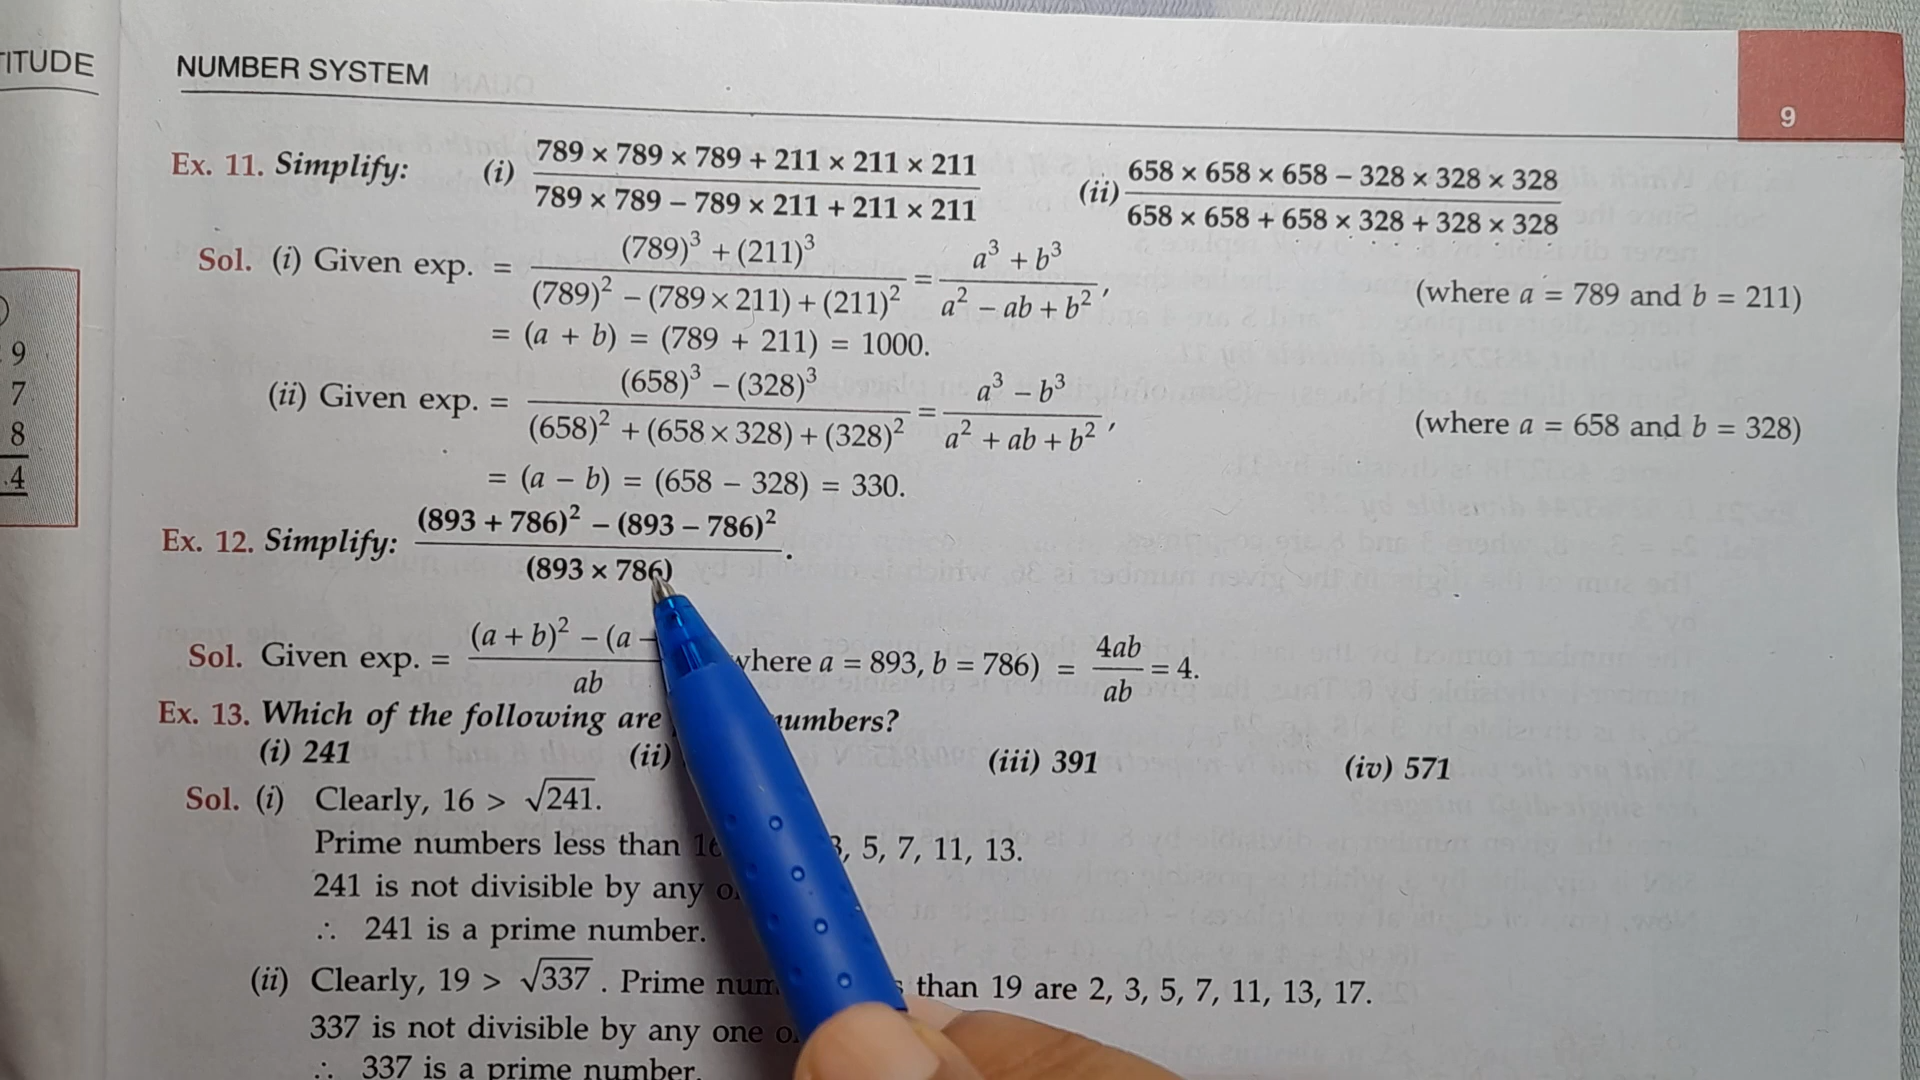 TITUDE
NUMBER SYSTEM
9
Ex. 11. Simplify: (i) (789 × 789 × 789 + 211 × 211 × 211) / (789 × 789 – 789 × 211 + 211 × 211) (ii) (658 × 658 × 658 – 328 × 328 × 328) / (658 × 658 + 658 × 328 + 328 × 328)
Sol. (i) Given exp. = ((789)³ + (211)³) / ((789)² – (789 × 211) + (211)²) = (a³ + b³) / (a² – ab + b²), (where a = 789 and b = 211)
= (a + b) = (789 + 211) = 1000.
(ii) Given exp. = ((658)³ – (328)³) / ((658)² + (658 × 328) + (328)²) = (a³ – b³) / (a² + ab + b²), (where a = 658 and b = 328)
= (a – b) = (658 – 328) = 330.
Ex. 12. Simplify: ((893 + 786)² – (893 – 786)²) / (893 × 786).
Sol. Given exp. = (a + b)² – (a – / ab where a = 893, b = 786) = 4ab / ab = 4.
Ex. 13. Which of the following are numbers?
(i) 241 (ii) (iii) 391 (iv) 571
Sol. (i) Clearly, 16 > √241.
Prime numbers less than 16 3, 5, 7, 11, 13.
241 is not divisible by any
∴ 241 is a prime number.
(ii) Clearly, 19 > √337 . Prime than 19 are 2, 3, 5, 7, 11, 13, 17.
337 is not divisible by any one
∴ 337 is a prime number.
9
7
8
.4